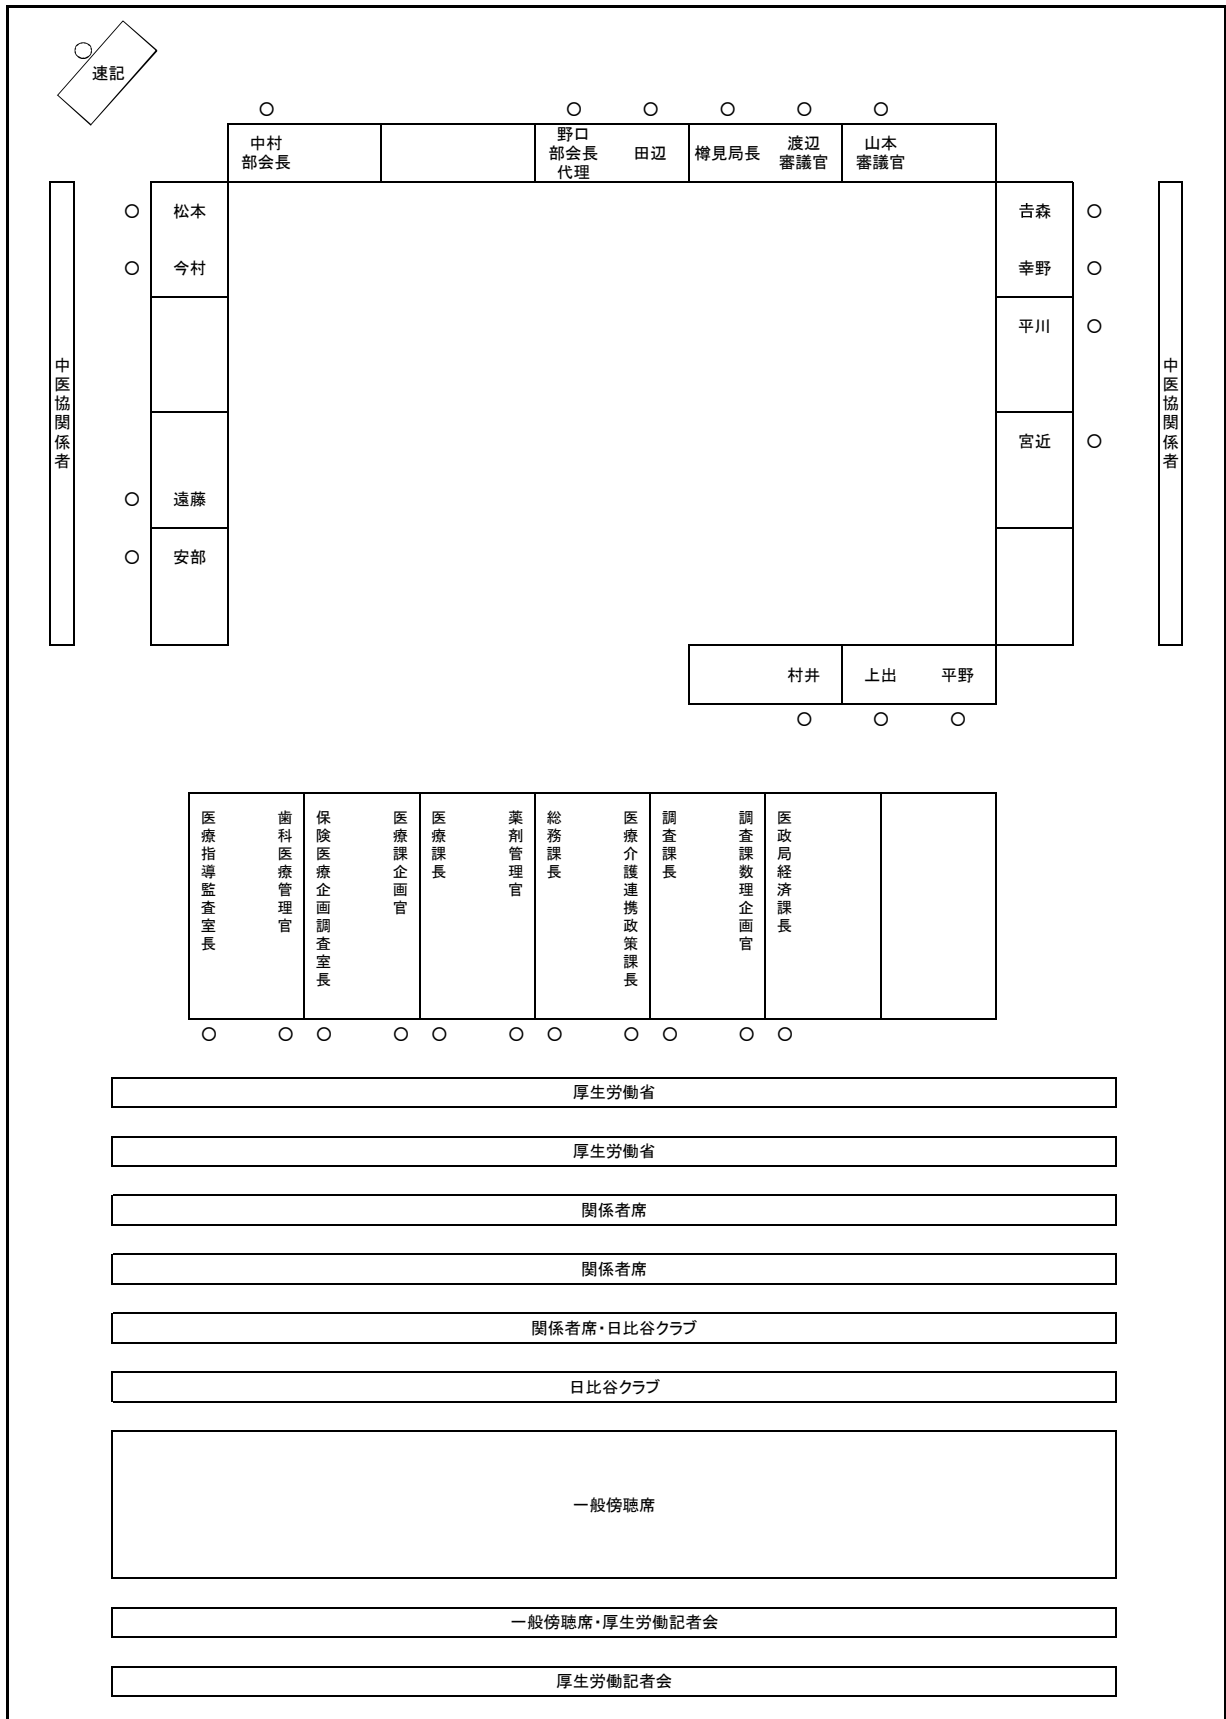 速記
中村
部会長
野口
部会長
代理
田辺
樽見局長
渡辺
審議官
山本
審議官
松本
今村
遠藤
安部
𠮷森
幸野
平川
宮近
中医協関係者
中医協関係者
村井
上出
平野
医療指導監査室長
歯科医療管理官
保険医療企画調査室長
医療課企画官
医療課長
薬剤管理官
総務課長
医療介護連携政策課長
調査課長
調査課数理企画官
医政局経済課長
厚生労働省
厚生労働省
関係者席
関係者席
関係者席・日比谷クラブ
日比谷クラブ
一般傍聴席
一般傍聴席・厚生労働記者会
厚生労働記者会